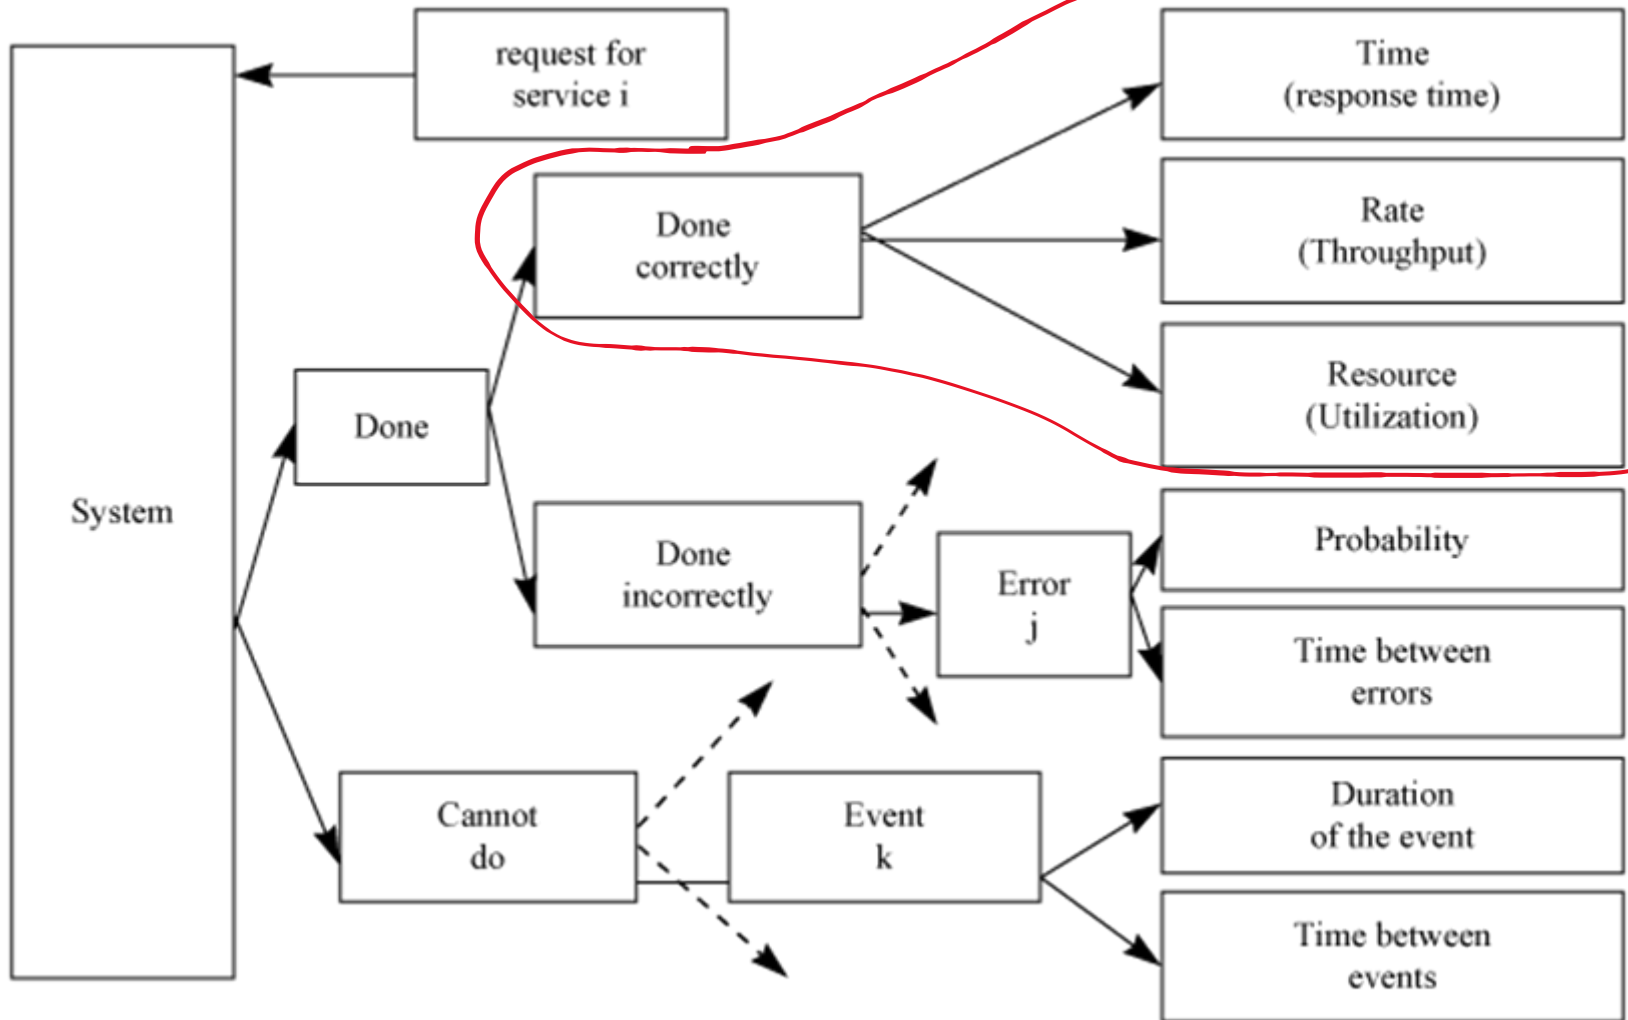 request for
service i
Time
(response time)
Done
correctly
Rate
(Throughput)
Resource
(Utilization)
Done
System
Done
incorrectly
Error
j
Probability
Time between
errors
Cannot
do
Event
k
Duration
of the event
Time between
events